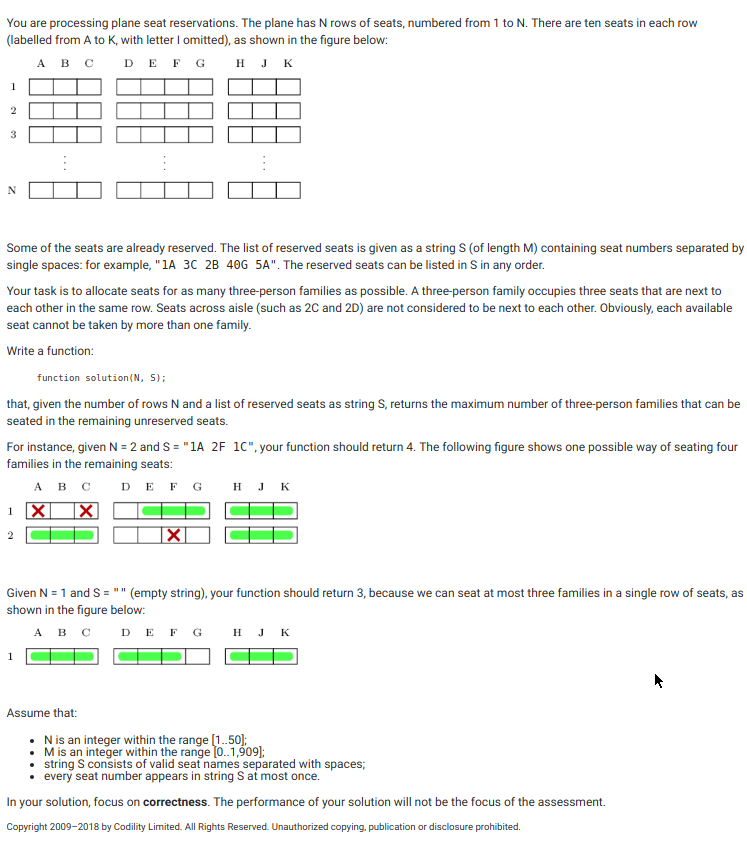 You are processing plane seat reservations. The plane has N rows of seats, numbered from 1 to N. There are ten seats in each row
(labelled from A to K, with letter I omitted), as shown in the figure below:
A B C D E F G H J K
1
2
3
⋮ ⋮ ⋮
N
Some of the seats are already reserved. The list of reserved seats is given as a string S (of length M) containing seat numbers separated by
single spaces: for example, "1A 3C 2B 40G 5A". The reserved seats can be listed in S in any order.
Your task is to allocate seats for as many three-person families as possible. A three-person family occupies three seats that are next to
each other in the same row. Seats across aisle (such as 2C and 2D) are not considered to be next to each other. Obviously, each available
seat cannot be taken by more than one family.
Write a function:
function solution(N, S);
that, given the number of rows N and a list of reserved seats as string S, returns the maximum number of three-person families that can be
seated in the remaining unreserved seats.
For instance, given N = 2 and S = "1A 2F 1C", your function should return 4. The following figure shows one possible way of seating four
families in the remaining seats:
A B C D E F G H J K
1
2
Given N = 1 and S = "" (empty string), your function should return 3, because we can seat at most three families in a single row of seats, as
shown in the figure below:
A B C D E F G H J K
1
Assume that:
• N is an integer within the range [1..50];
• M is an integer within the range [0..1,909];
• string S consists of valid seat names separated with spaces;
• every seat number appears in string S at most once.
In your solution, focus on correctness. The performance of your solution will not be the focus of the assessment.
Copyright 2009–2018 by Codility Limited. All Rights Reserved. Unauthorized copying, publication or disclosure prohibited.